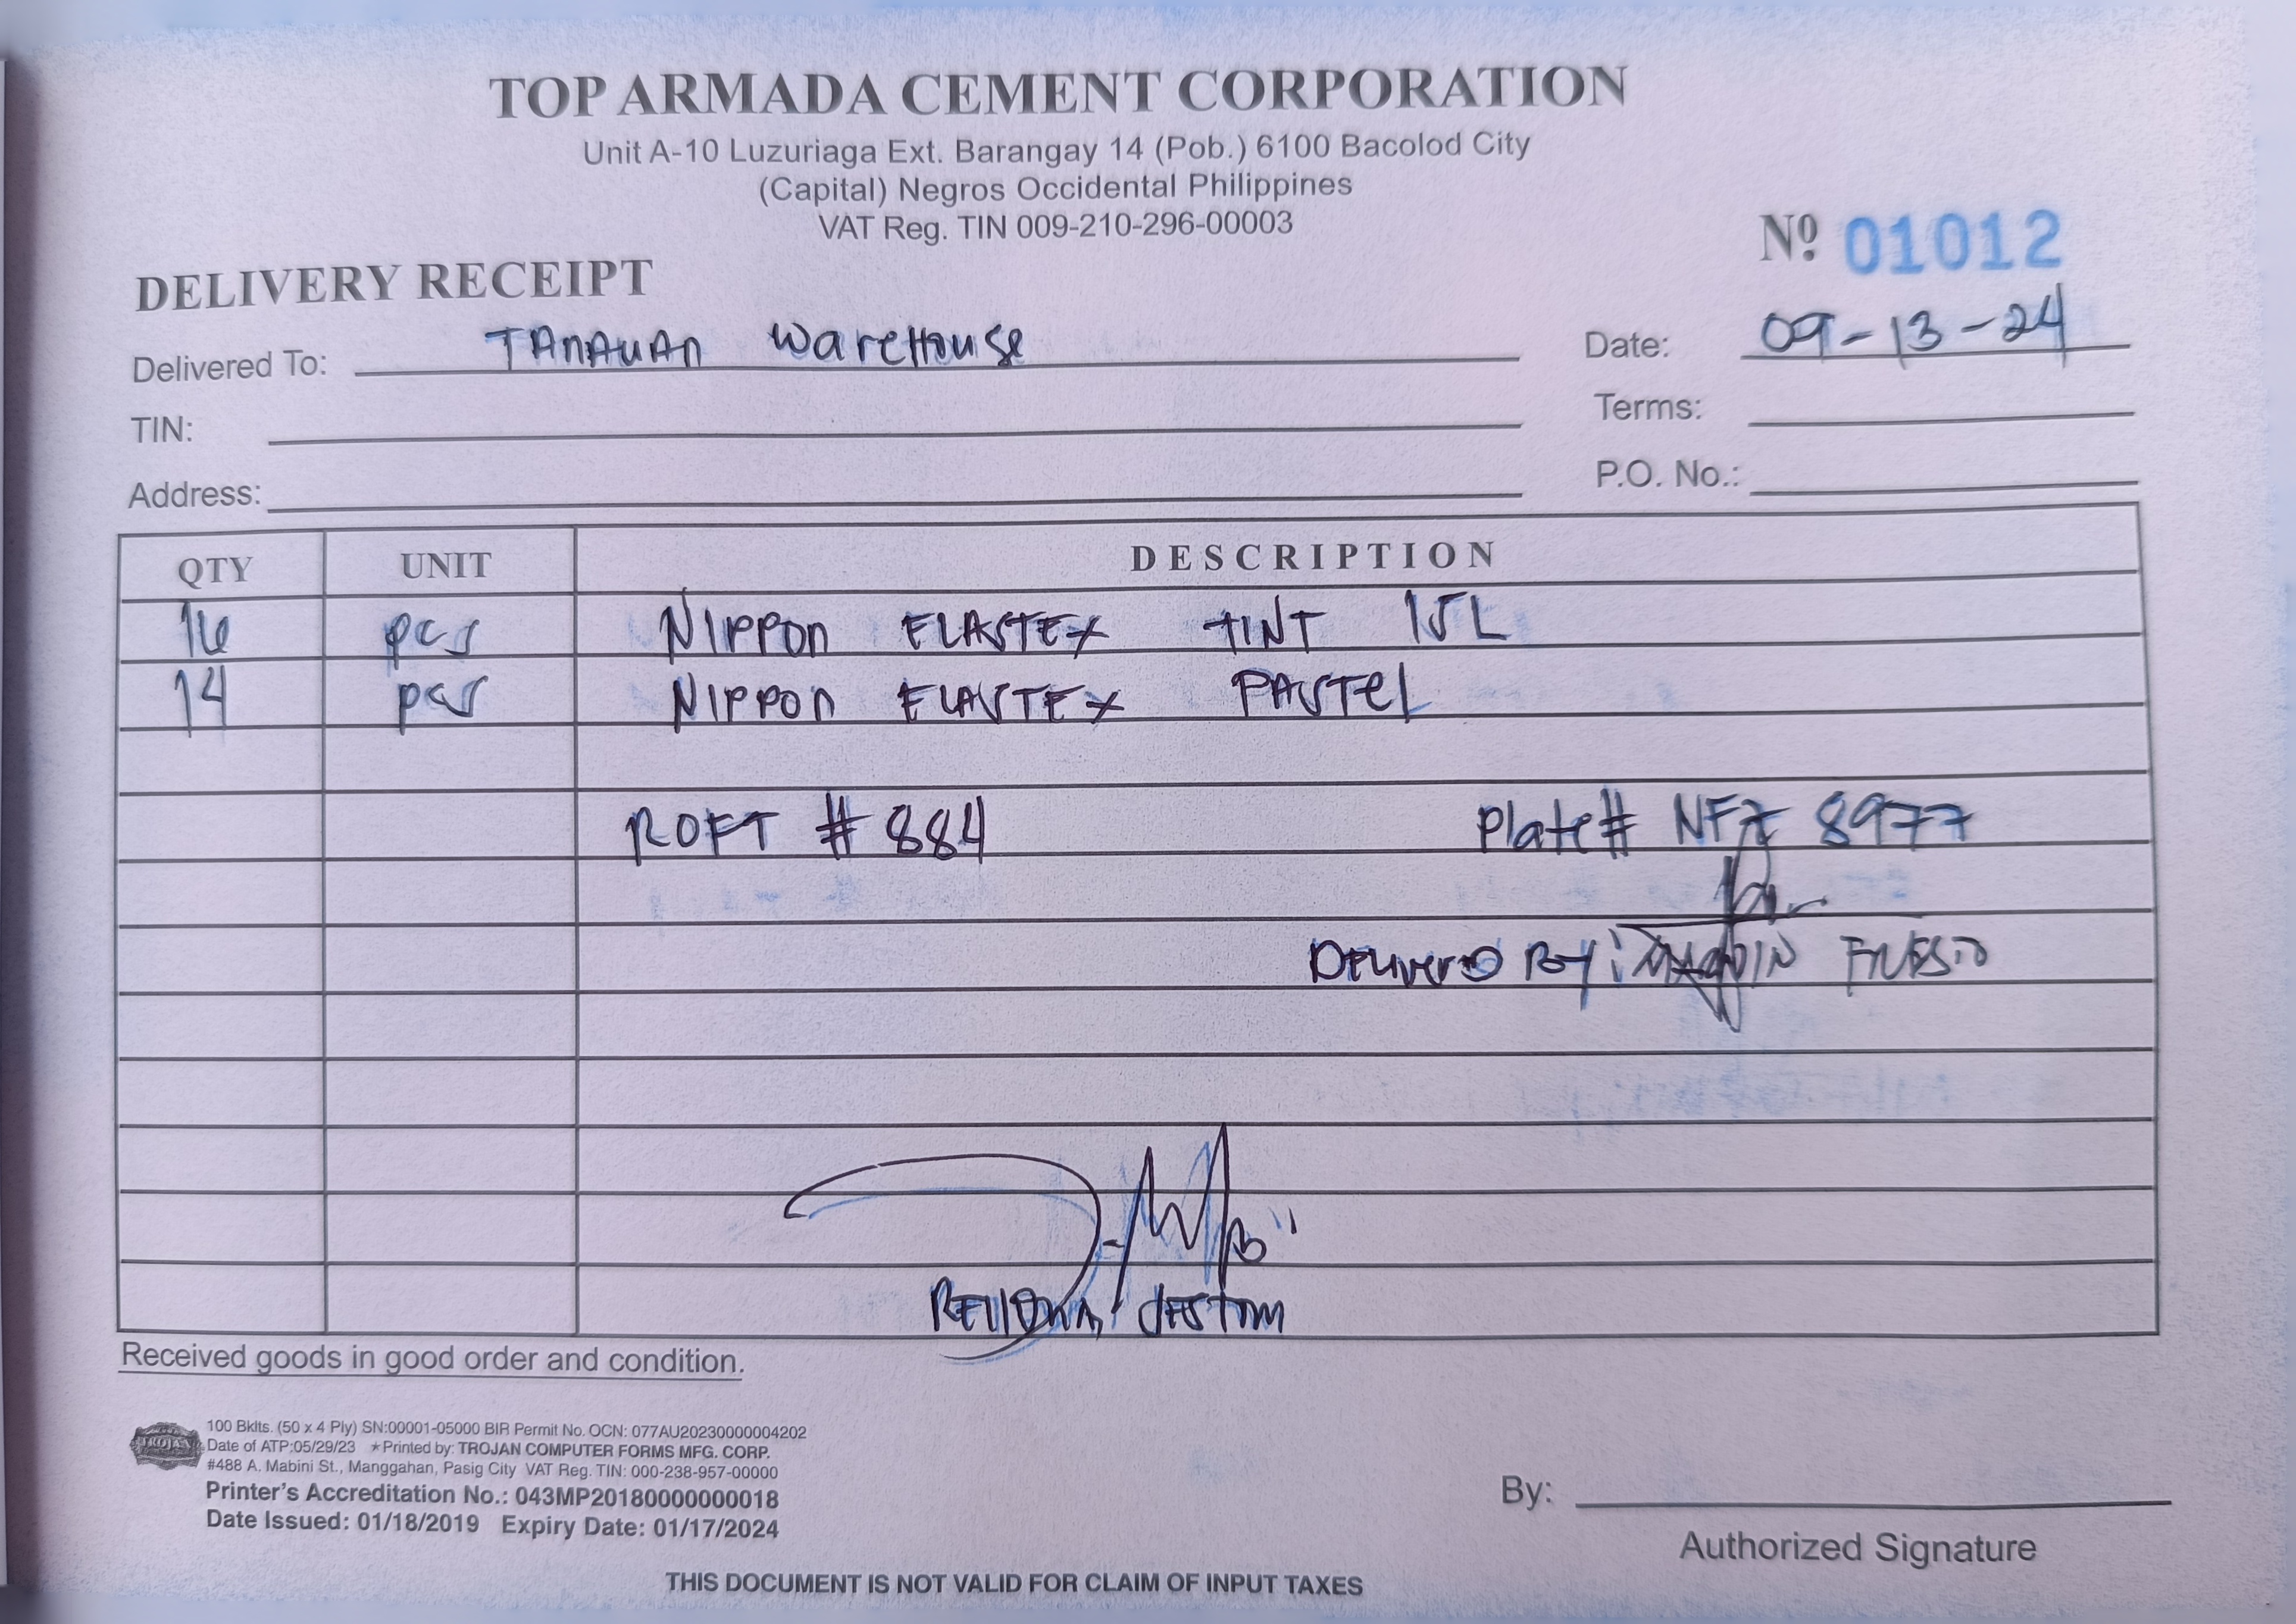 TOP ARMADA CEMENT CORPORATION
Unit A-10 Luzuriaga Ext. Barangay 14 (Pob.) 6100 Bacolod City
(Capital) Negros Occidental Philippines
VAT Reg. TIN 009-210-296-00003
Nº 01012
DELIVERY RECEIPT
Delivered To: TANAUAN WareHouse
Date: 09-13-24
TIN:
Terms:
Address:
P.O. No.:
QTY UNIT DESCRIPTION
16 pcs NIPPON ELASTEX TINT 15L
14 pcs NIPPON ELASTEX PASTEL
ROFT # 884 Plate# NFZ 8977
DELIVERED BY:
Received goods in good order and condition.
TROJAN
100 Bklts. (50 x 4 Ply) SN:00001-05000 BIR Permit No. OCN: 077AU20230000004202
Date of ATP:05/29/23 ★Printed by: TROJAN COMPUTER FORMS MFG. CORP.
#488 A. Mabini St., Manggahan, Pasig City VAT Reg. TIN: 000-238-957-00000
Printer's Accreditation No.: 043MP20180000000018
Date Issued: 01/18/2019 Expiry Date: 01/17/2024
By:
Authorized Signature
THIS DOCUMENT IS NOT VALID FOR CLAIM OF INPUT TAXES